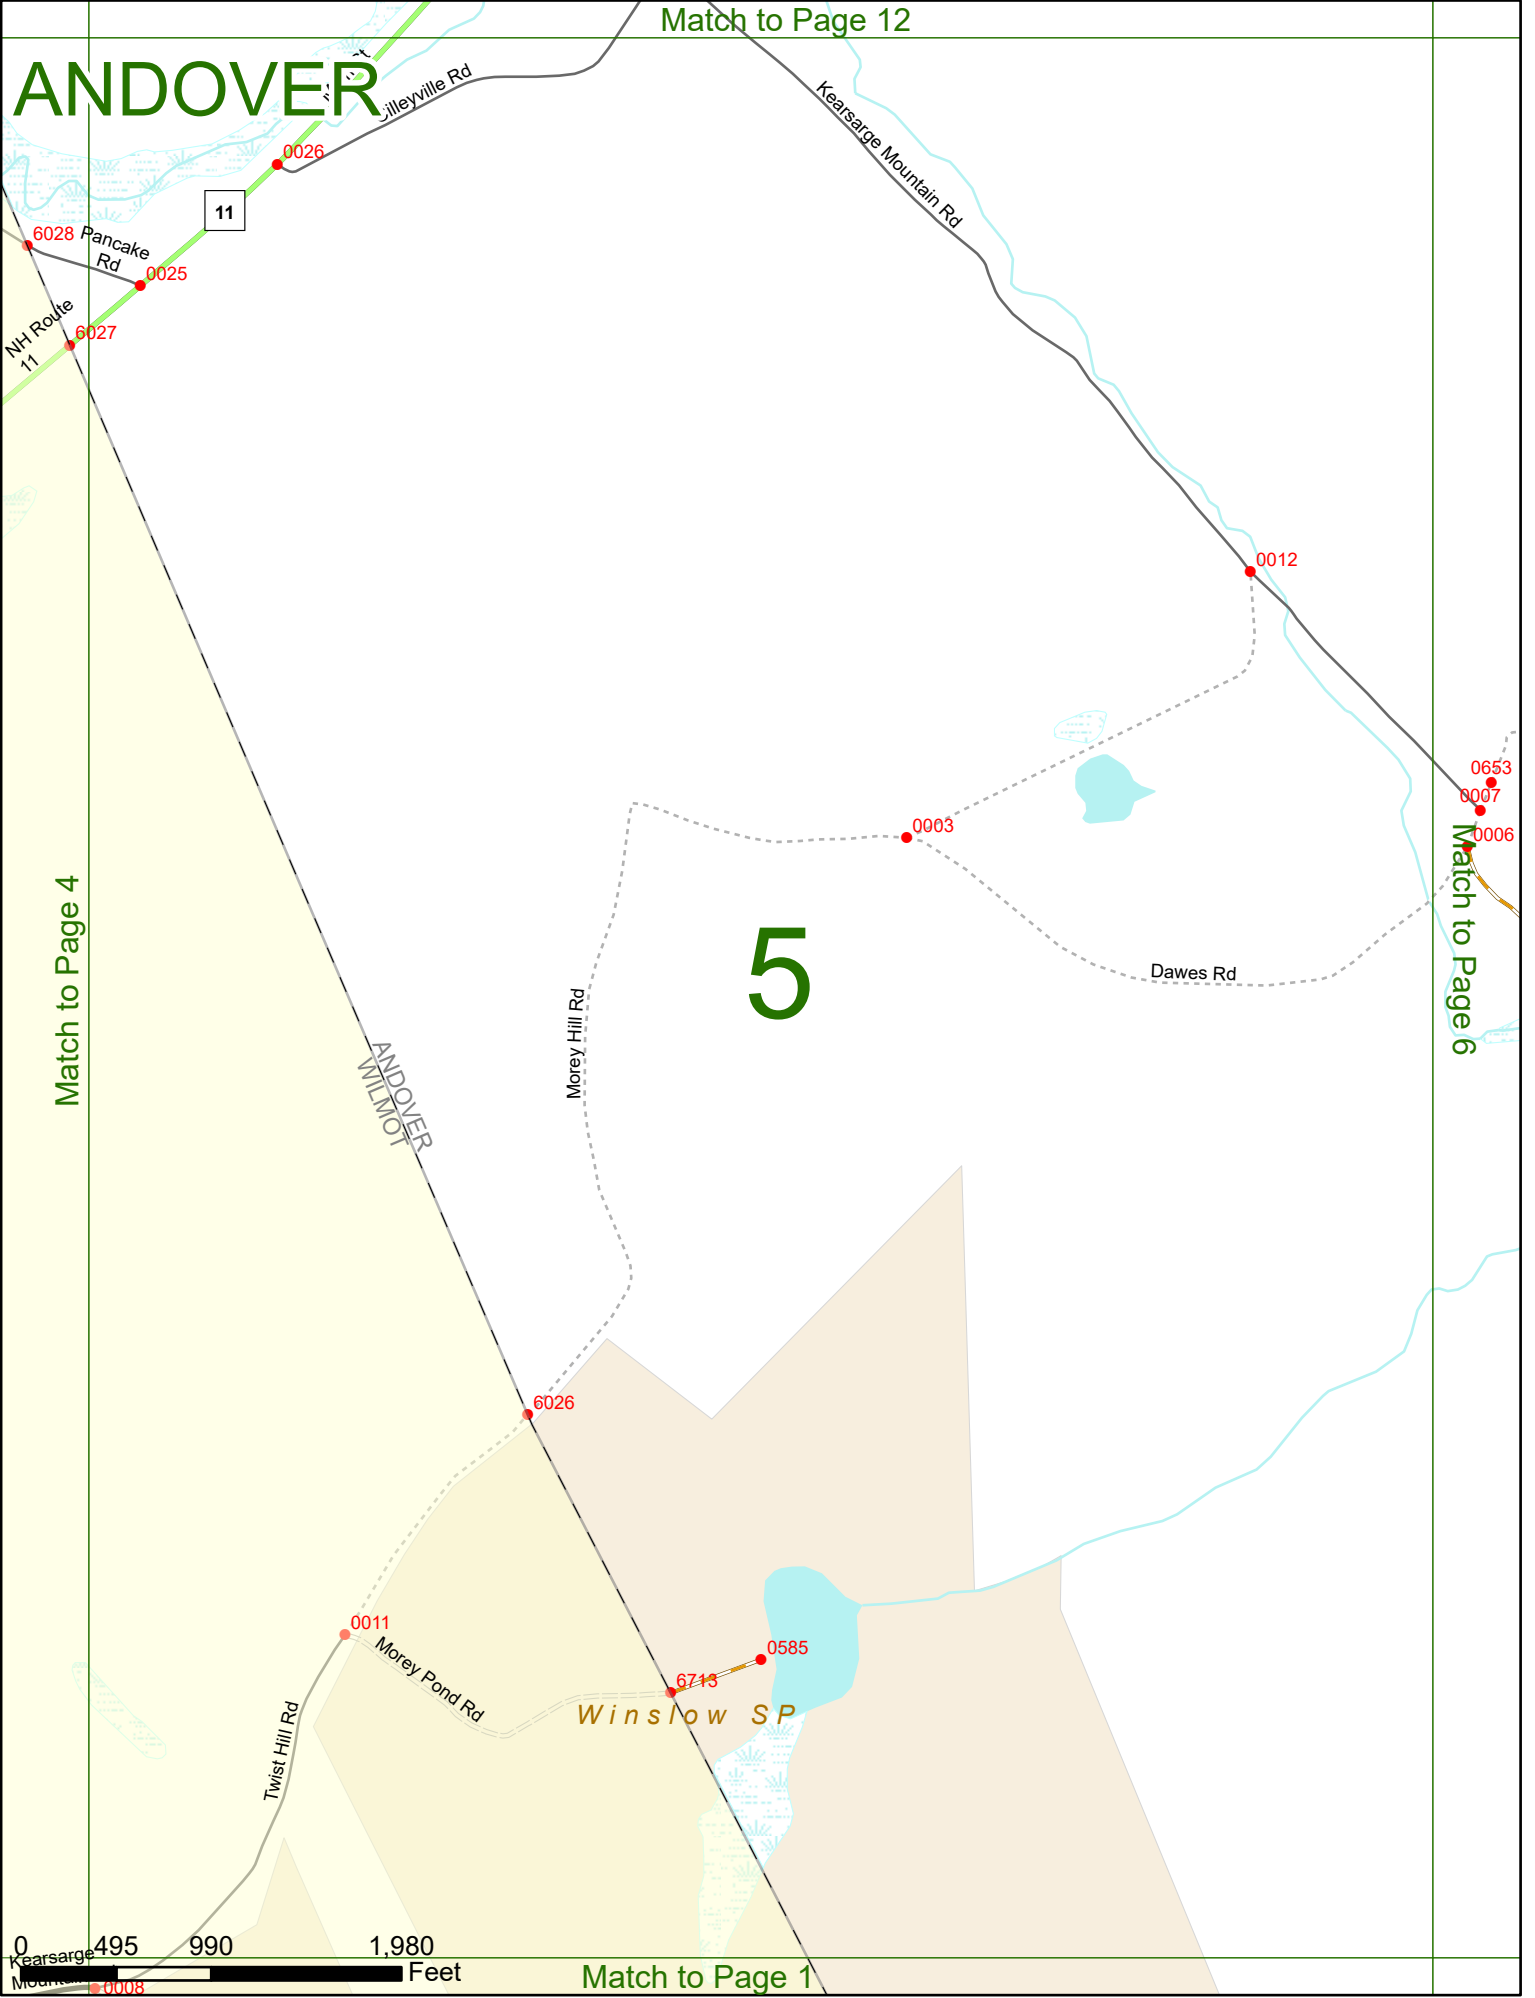 Match to Page 12
ANDOVER
Cilleyville Rd
Kearsarge Mountain Rd
0026
11
6028
Pancake
Rd
0025
NH Route
11
6027
0012
0653
0007
0006
0003
Match to Page 4
Match to Page 6
5
Dawes Rd
Morey Hill Rd
ANDOVER
WILMOT
6026
0011
Morey Pond Rd
0585
6713
Winslow SP
Twist Hill Rd
0 495 990 1,980
Feet
Kearsarge
0008
Match to Page 1